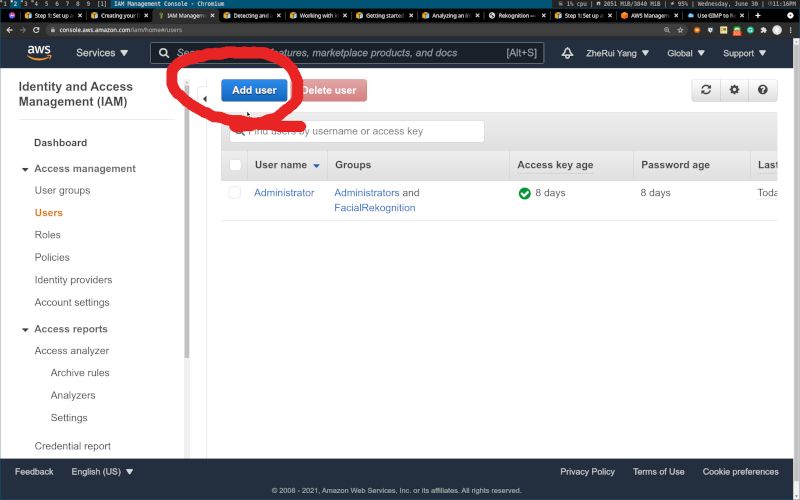 1 2 3 4 5 6 7 8 9 [1] IAM Management Console - Chromium
1% cpu | 2051 MiB/3840 MiB | 95% | Wednesday, June 30 | 11:16PM
Step 1: Set up a
Creating your f
IAM Managem
Detecting and
Working with i
Getting started
Analyzing an im
Rekognition —
Step 1: Set up a
AWS Managem
Use GIMP to R
console.aws.amazon.com/iam/home#/users
aws Services [Alt+S] ZheRui Yang Global Support
features, marketplace products, and docs
Identity and Access
Management (IAM)
Add user Delete user
Find users by username or access key
Dashboard
Access management
User groups
Users
Roles
Policies
Identity providers
Account settings
Access reports
Access analyzer
Archive rules
Analyzers
Settings
Credential report
User name Groups Access key age Password age Last
Administrator Administrators and 8 days 8 days Toda
FacialRekognition
Feedback English (US) Privacy Policy Terms of Use Cookie preferences
© 2008 - 2021, Amazon Web Services, Inc. or its affiliates. All rights reserved.